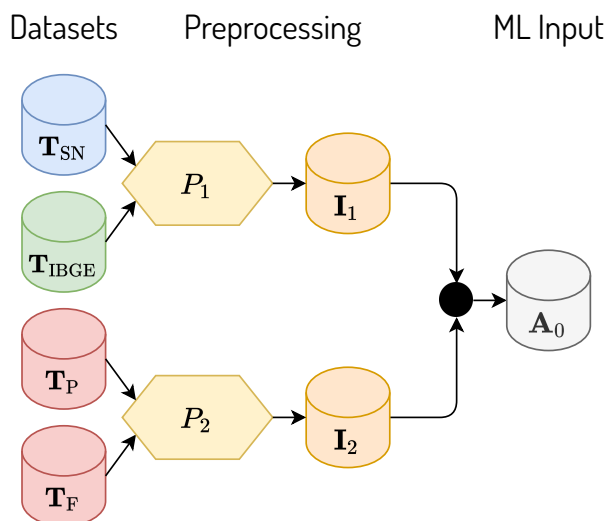 Datasets Preprocessing ML Input
T_SN
P_1
I_1
T_IBGE
A_0
T_P
P_2
I_2
T_F